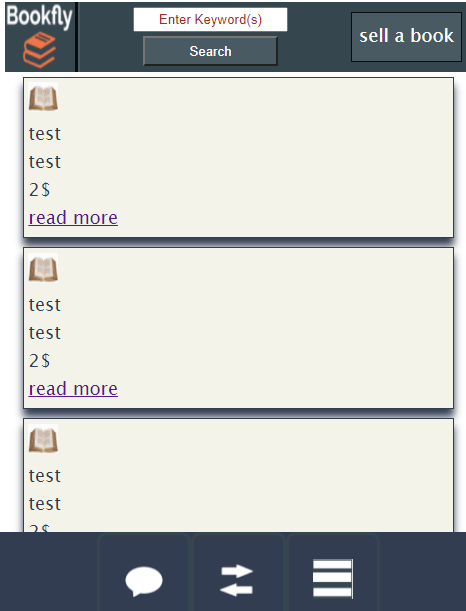 Bookfly
Enter Keyword(s)
Search
sell a book
test
test
2$
read more
test
test
2$
read more
test
test
2$